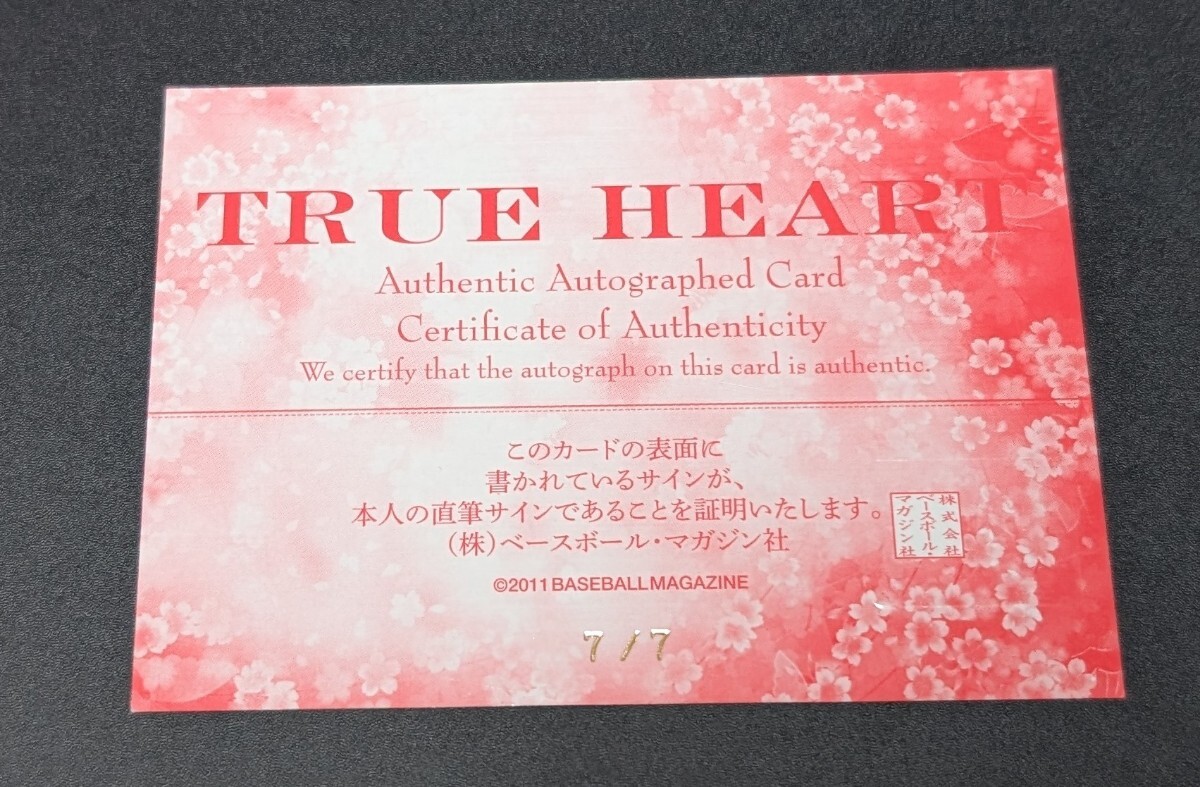 TRUE HEART
Authentic Autographed Card
Certificate of Authenticity
We certify that the autograph on this card is authentic.
このカードの表面に
書かれているサインが、
本人の直筆サインであることを証明いたします。
(株)ベースボール・マガジン社
株式会社
ベースボール・
マガジン社
©2011 BASEBALL MAGAZINE
7/7